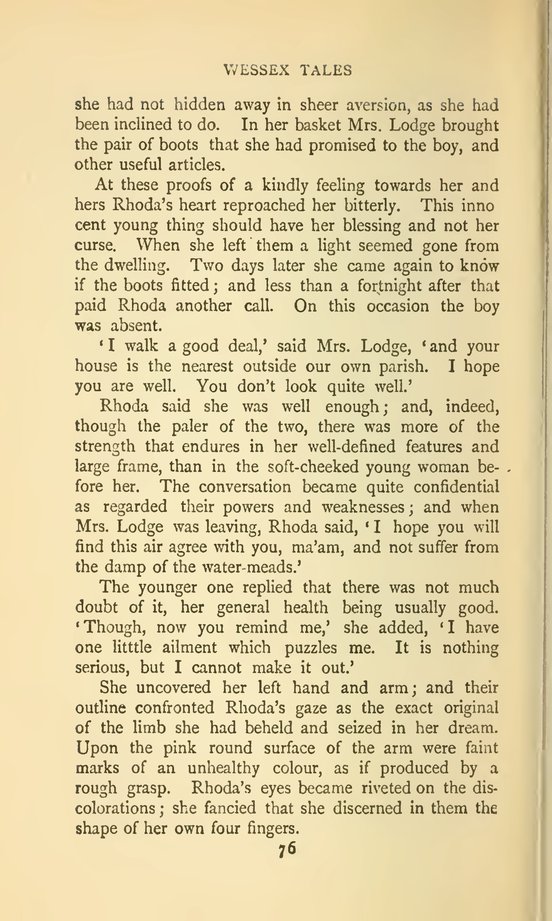 WESSEX TALES
she had not hidden away in sheer aversion, as she had
been inclined to do. In her basket Mrs. Lodge brought
the pair of boots that she had promised to the boy, and
other useful articles.
At these proofs of a kindly feeling towards her and
hers Rhoda's heart reproached her bitterly. This inno
cent young thing should have her blessing and not her
curse. When she left them a light seemed gone from
the dwelling. Two days later she came again to know
if the boots fitted; and less than a fortnight after that
paid Rhoda another call. On this occasion the boy
was absent.
'I walk a good deal,' said Mrs. Lodge, 'and your
house is the nearest outside our own parish. I hope
you are well. You don't look quite well.'
Rhoda said she was well enough; and, indeed,
though the paler of the two, there was more of the
strength that endures in her well-defined features and
large frame, than in the soft-cheeked young woman be-
fore her. The conversation became quite confidential
as regarded their powers and weaknesses; and when
Mrs. Lodge was leaving, Rhoda said, 'I hope you will
find this air agree with you, ma'am, and not suffer from
the damp of the water-meads.'
The younger one replied that there was not much
doubt of it, her general health being usually good.
'Though, now you remind me,' she added, 'I have
one litttle ailment which puzzles me. It is nothing
serious, but I cannot make it out.'
She uncovered her left hand and arm; and their
outline confronted Rhoda's gaze as the exact original
of the limb she had beheld and seized in her dream.
Upon the pink round surface of the arm were faint
marks of an unhealthy colour, as if produced by a
rough grasp. Rhoda's eyes became riveted on the dis-
colorations; she fancied that she discerned in them the
shape of her own four fingers.
76